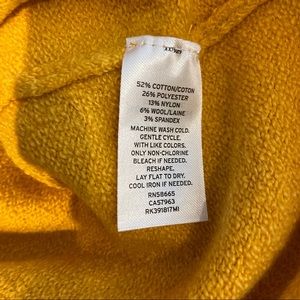 52% COTTON/COTON
26% POLYESTER
13% NYLON
6% WOOL/LAINE
3% SPANDEX
MACHINE WASH COLD.
GENTLE CYCLE.
WITH LIKE COLORS.
ONLY NON-CHLORINE
BLEACH IF NEEDED.
RESHAPE.
LAY FLAT TO DRY.
COOL IRON IF NEEDED.
RN58665
CA57963
RK391817MI